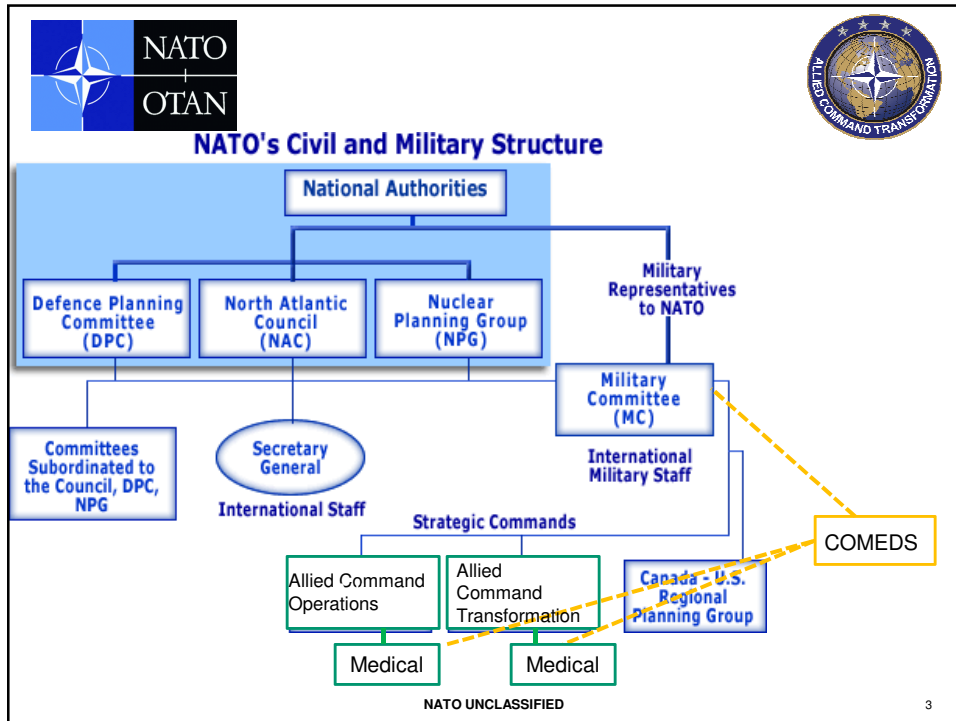 NATO
OTAN
ALLIED COMMAND TRANSFORMATION
NATO's Civil and Military Structure
National Authorities
Military
Representatives
to NATO
Defence Planning
Committee
(DPC)
North Atlantic
Council
(NAC)
Nuclear
Planning Group
(NPG)
Military
Committee
(MC)
Committees
Subordinated to
the Council, DPC,
NPG
Secretary
General
International Staff
International
Military Staff
Strategic Commands
COMEDS
Allied Command
Operations
Allied
Command
Transformation
Canada - U.S.
Regional
Planning Group
Medical
Medical
NATO UNCLASSIFIED
3